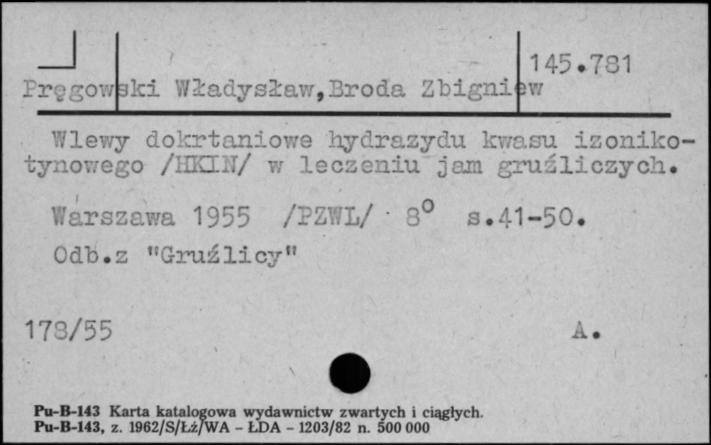 145.781
Pręgowski Władysław,Broda Zbigniew
Wlewy dokrtaniowe hydrazydu kwasu izoniko-
tynowego /HKIN/ w leczeniu jam gruźliczych.
Warszawa 1955 /PZWL/ 8° s.41-50.
Odb.z "Gruźlicy"
178/55 A.
Pu-B-143 Karta katalogowa wydawnictw zwartych i ciągłych.
Pu-B-143, z. 1962/S/Łż/WA - ŁDA - 1203/82 n. 500 000